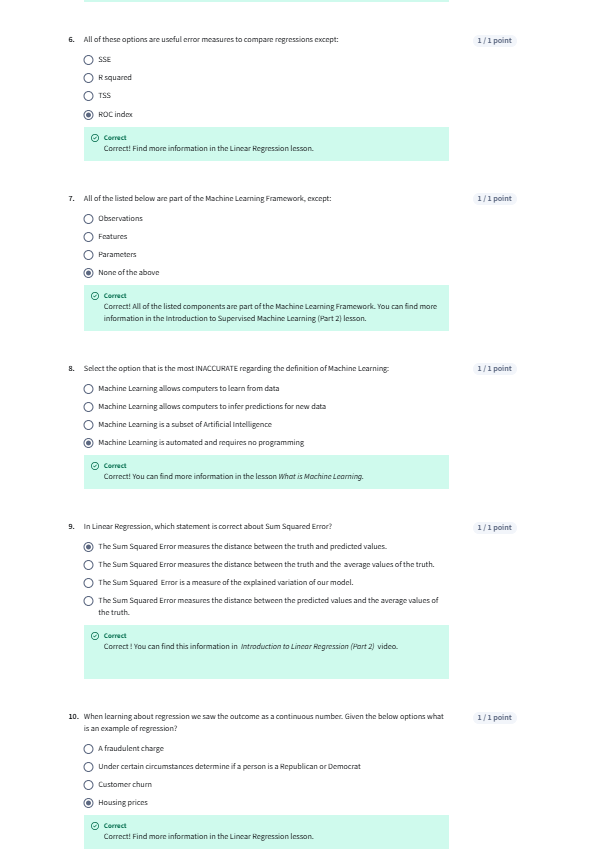 6. All of these options are useful error measures to compare regressions except:
1 / 1 point
SSE
R squared
TSS
ROC index
Correct
Correct! Find more information in the Linear Regression lesson.
7. All of the listed below are part of the Machine Learning Framework, except:
1 / 1 point
Observations
Features
Parameters
None of the above
Correct
Correct! All of the listed components are part of the Machine Learning Framework. You can find more
information in the Introduction to Supervised Machine Learning (Part 2) lesson.
8. Select the option that is the most INACCURATE regarding the definition of Machine Learning:
1 / 1 point
Machine Learning allows computers to learn from data
Machine Learning allows computers to infer predictions for new data
Machine Learning is a subset of Artificial Intelligence
Machine Learning is automated and requires no programming
Correct
Correct! You can find more information in the lesson What is Machine Learning.
9. In Linear Regression, which statement is correct about Sum Squared Error?
1 / 1 point
The Sum Squared Error measures the distance between the truth and predicted values.
The Sum Squared Error measures the distance between the truth and the average values of the truth.
The Sum Squared Error is a measure of the explained variation of our model.
The Sum Squared Error measures the distance between the predicted values and the average values of
the truth.
Correct
Correct ! You can find this information in Introduction to Linear Regression (Part 2) video.
10. When learning about regression we saw the outcome as a continuous number. Given the below options what
is an example of regression?
1 / 1 point
A fraudulent charge
Under certain circumstances determine if a person is a Republican or Democrat
Customer churn
Housing prices
Correct
Correct! Find more information in the Linear Regression lesson.